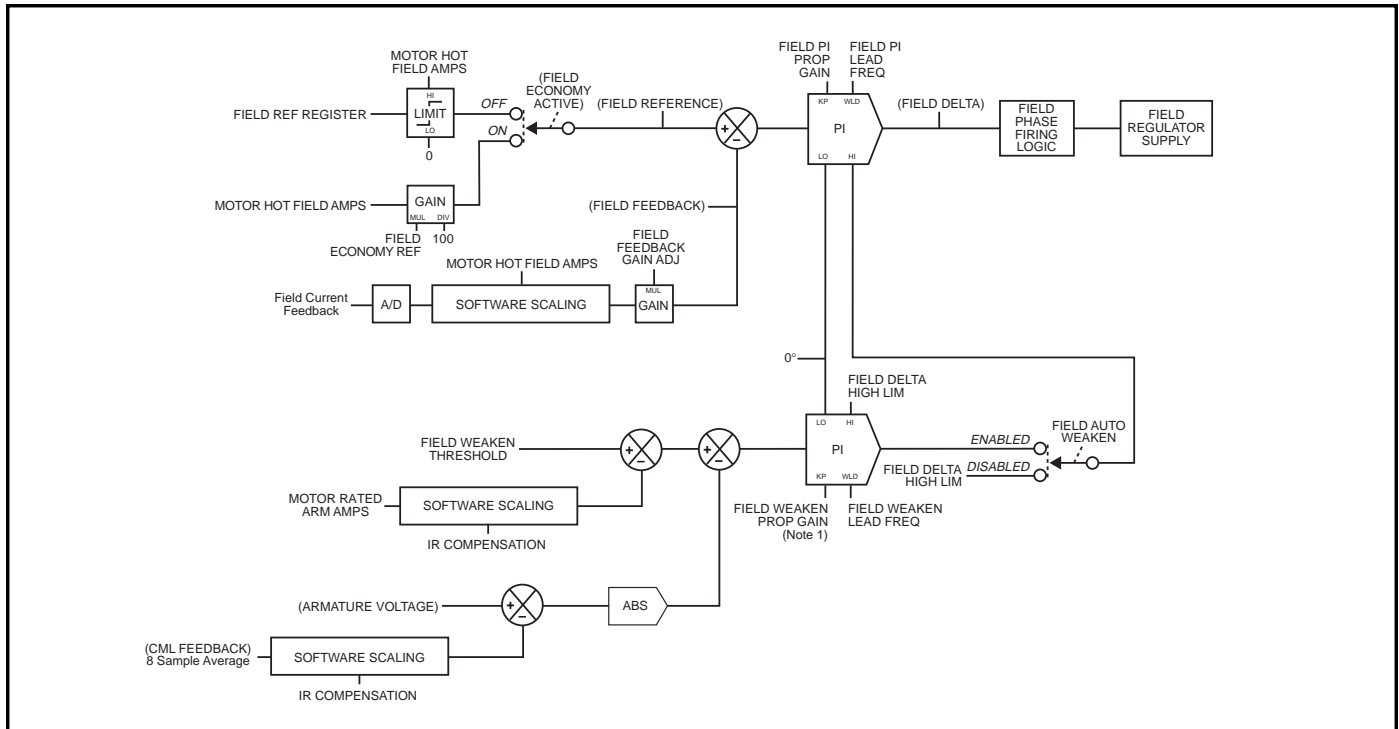 MOTOR HOT
FIELD AMPS
HI
LIMIT
LO
0
FIELD REF REGISTER
OFF
ON
(FIELD
ECONOMY
ACTIVE)
(FIELD REFERENCE)
+
–
FIELD PI
PROP
GAIN
FIELD PI
LEAD
FREQ
KP
WLD
PI
LO
HI
(FIELD DELTA)
FIELD
PHASE
FIRING
LOGIC
FIELD
REGULATOR
SUPPLY
MOTOR HOT FIELD AMPS
GAIN
MUL
DIV
FIELD
ECONOMY REF
100
(FIELD FEEDBACK)
FIELD
FEEDBACK
GAIN ADJ
MOTOR HOT FIELD AMPS
Field Current
Feedback
A/D
SOFTWARE SCALING
MUL
GAIN
0°
FIELD DELTA
HIGH LIM
LO
HI
PI
KP
WLD
FIELD WEAKEN
PROP GAIN
(Note 1)
FIELD WEAKEN
LEAD FREQ
FIELD WEAKEN
THRESHOLD
+
–
+
–
ENABLED
FIELD AUTO
WEAKEN
FIELD DELTA
HIGH LIM
DISABLED
MOTOR RATED
ARM AMPS
SOFTWARE SCALING
IR COMPENSATION
(ARMATURE VOLTAGE)
+
–
ABS
(CML FEEDBACK)
8 Sample Average
SOFTWARE SCALING
IR COMPENSATION